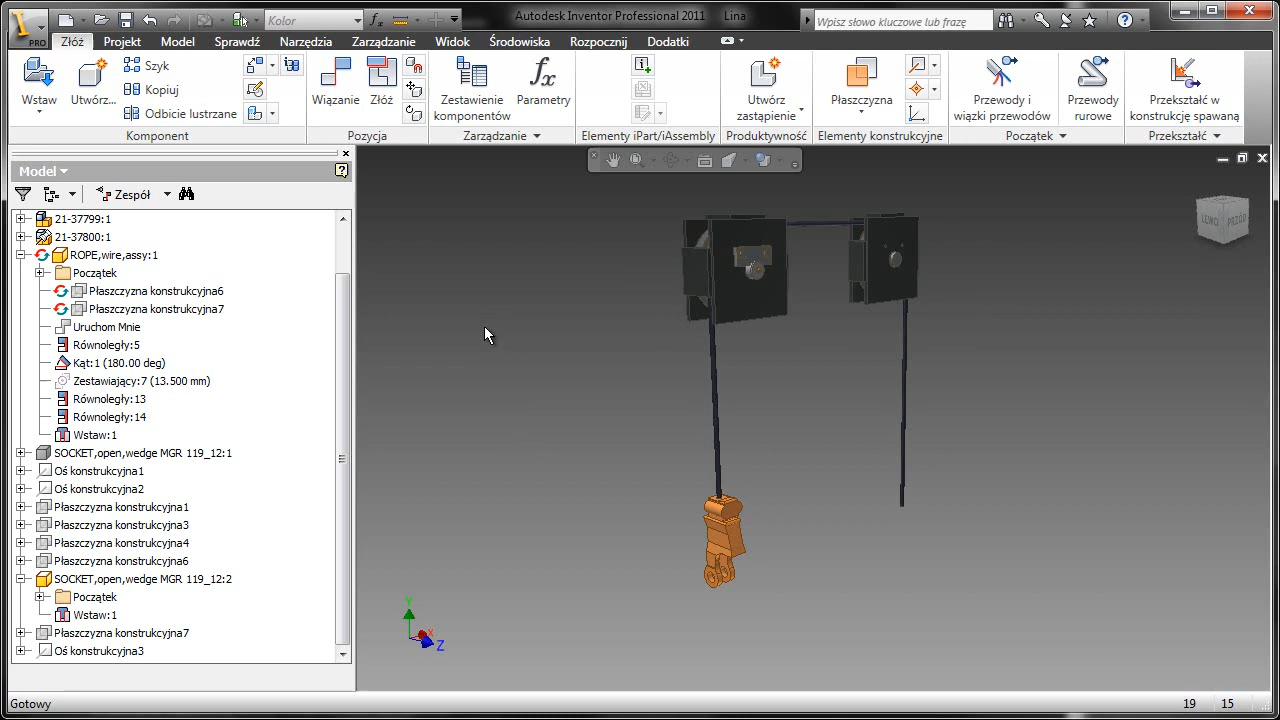 Autodesk Inventor Professional 2011 Lina
Kolor
Wpisz słowo kluczowe lub frazę
PRO
Złóż Projekt Model Sprawdź Narzędzia Zarządzanie Widok Środowiska Rozpocznij Dodatki
Wstaw
Utwórz...
Szyk
Kopiuj
Odbicie lustrzane
Wiązanie
Złóż
Zestawienie komponentów
Parametry
Utwórz zastąpienie
Płaszczyzna
Przewody i wiązki przewodów
Przewody rurowe
Przekształć w konstrukcję spawaną
Komponent Pozycja Zarządzanie Elementy iPart/iAssembly Produktywność Elementy konstrukcyjne Początek Przekształć
Model
Zespół
21-37799:1
21-37800:1
ROPE,wire,assy:1
Początek
Płaszczyzna konstrukcyjna6
Płaszczyzna konstrukcyjna7
Uruchom Mnie
Równoległy:5
Kąt:1 (180.00 deg)
Zestawiający:7 (13.500 mm)
Równoległy:13
Równoległy:14
Wstaw:1
SOCKET,open,wedge MGR 119_12:1
Oś konstrukcyjna1
Oś konstrukcyjna2
Płaszczyzna konstrukcyjna1
Płaszczyzna konstrukcyjna3
Płaszczyzna konstrukcyjna4
Płaszczyzna konstrukcyjna6
SOCKET,open,wedge MGR 119_12:2
Początek
Wstaw:1
Płaszczyzna konstrukcyjna7
Oś konstrukcyjna3
LEWO PRZÓD
Y
X
Z
Gotowy
19 15